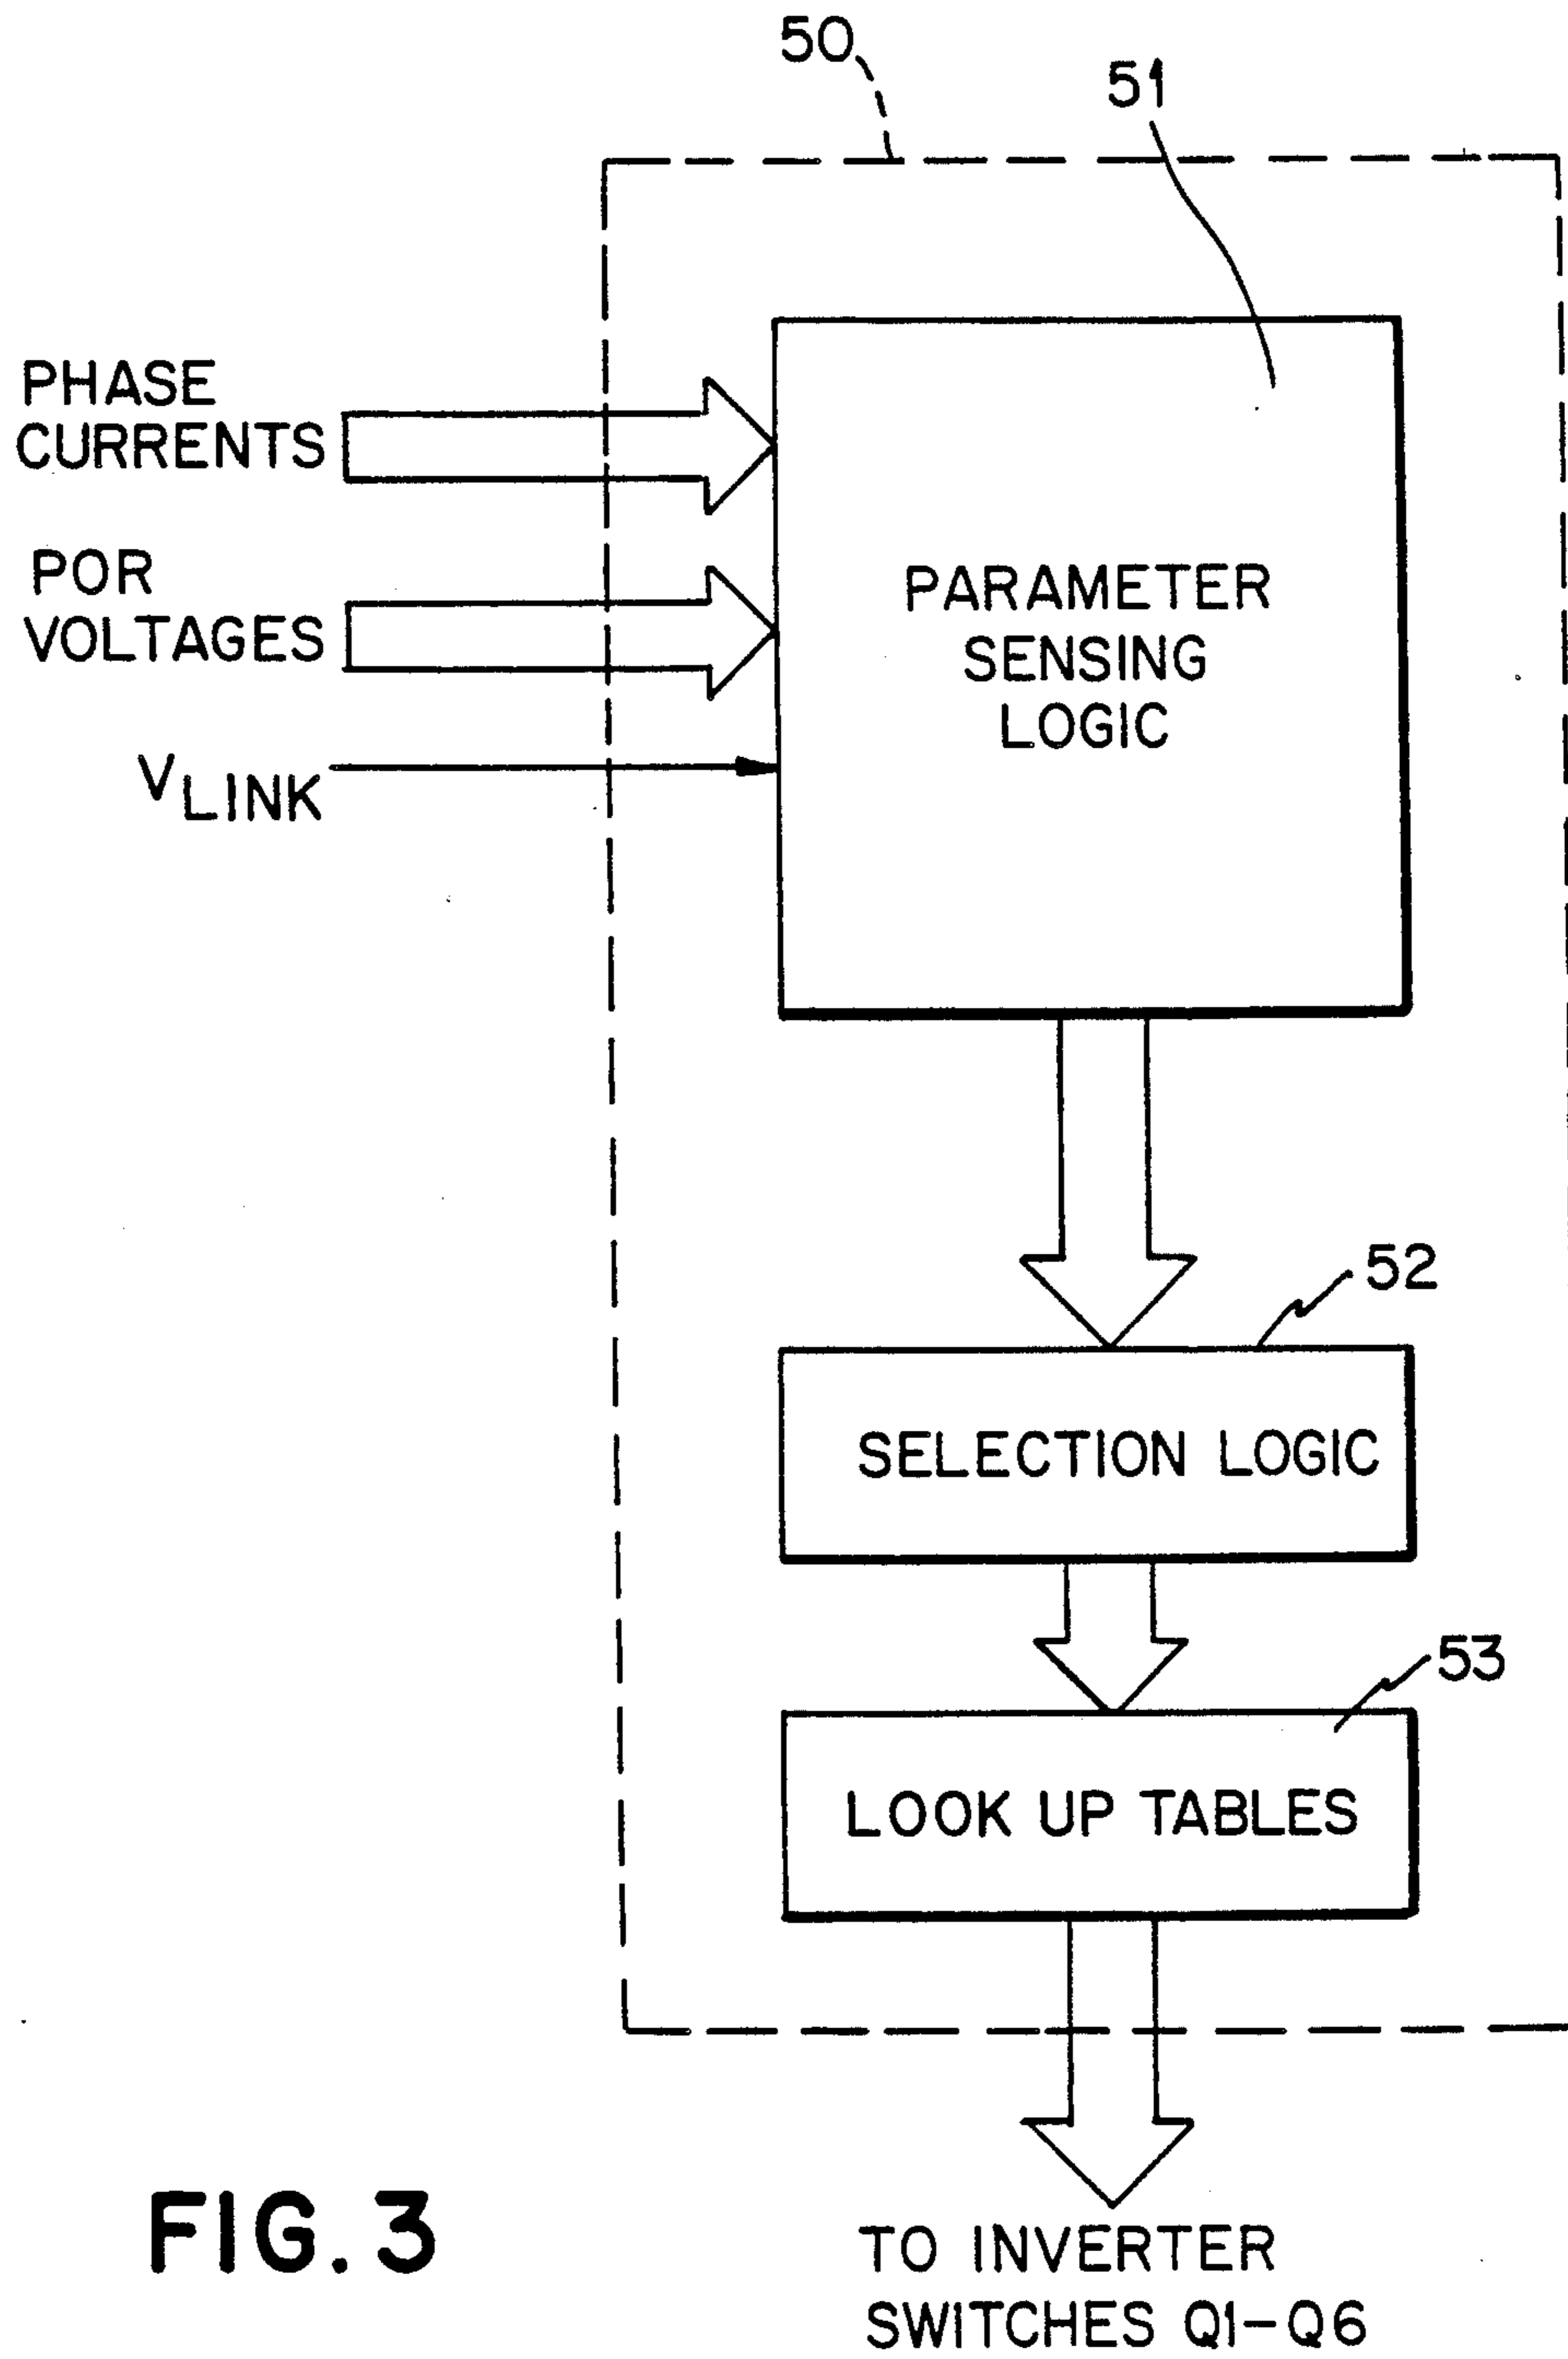 50
51
PHASE
CURRENTS
POR
VOLTAGES
VLINK
PARAMETER
SENSING
LOGIC
52
SELECTION LOGIC
53
LOOK UP TABLES
FIG. 3
TO INVERTER
SWITCHES Q1-Q6